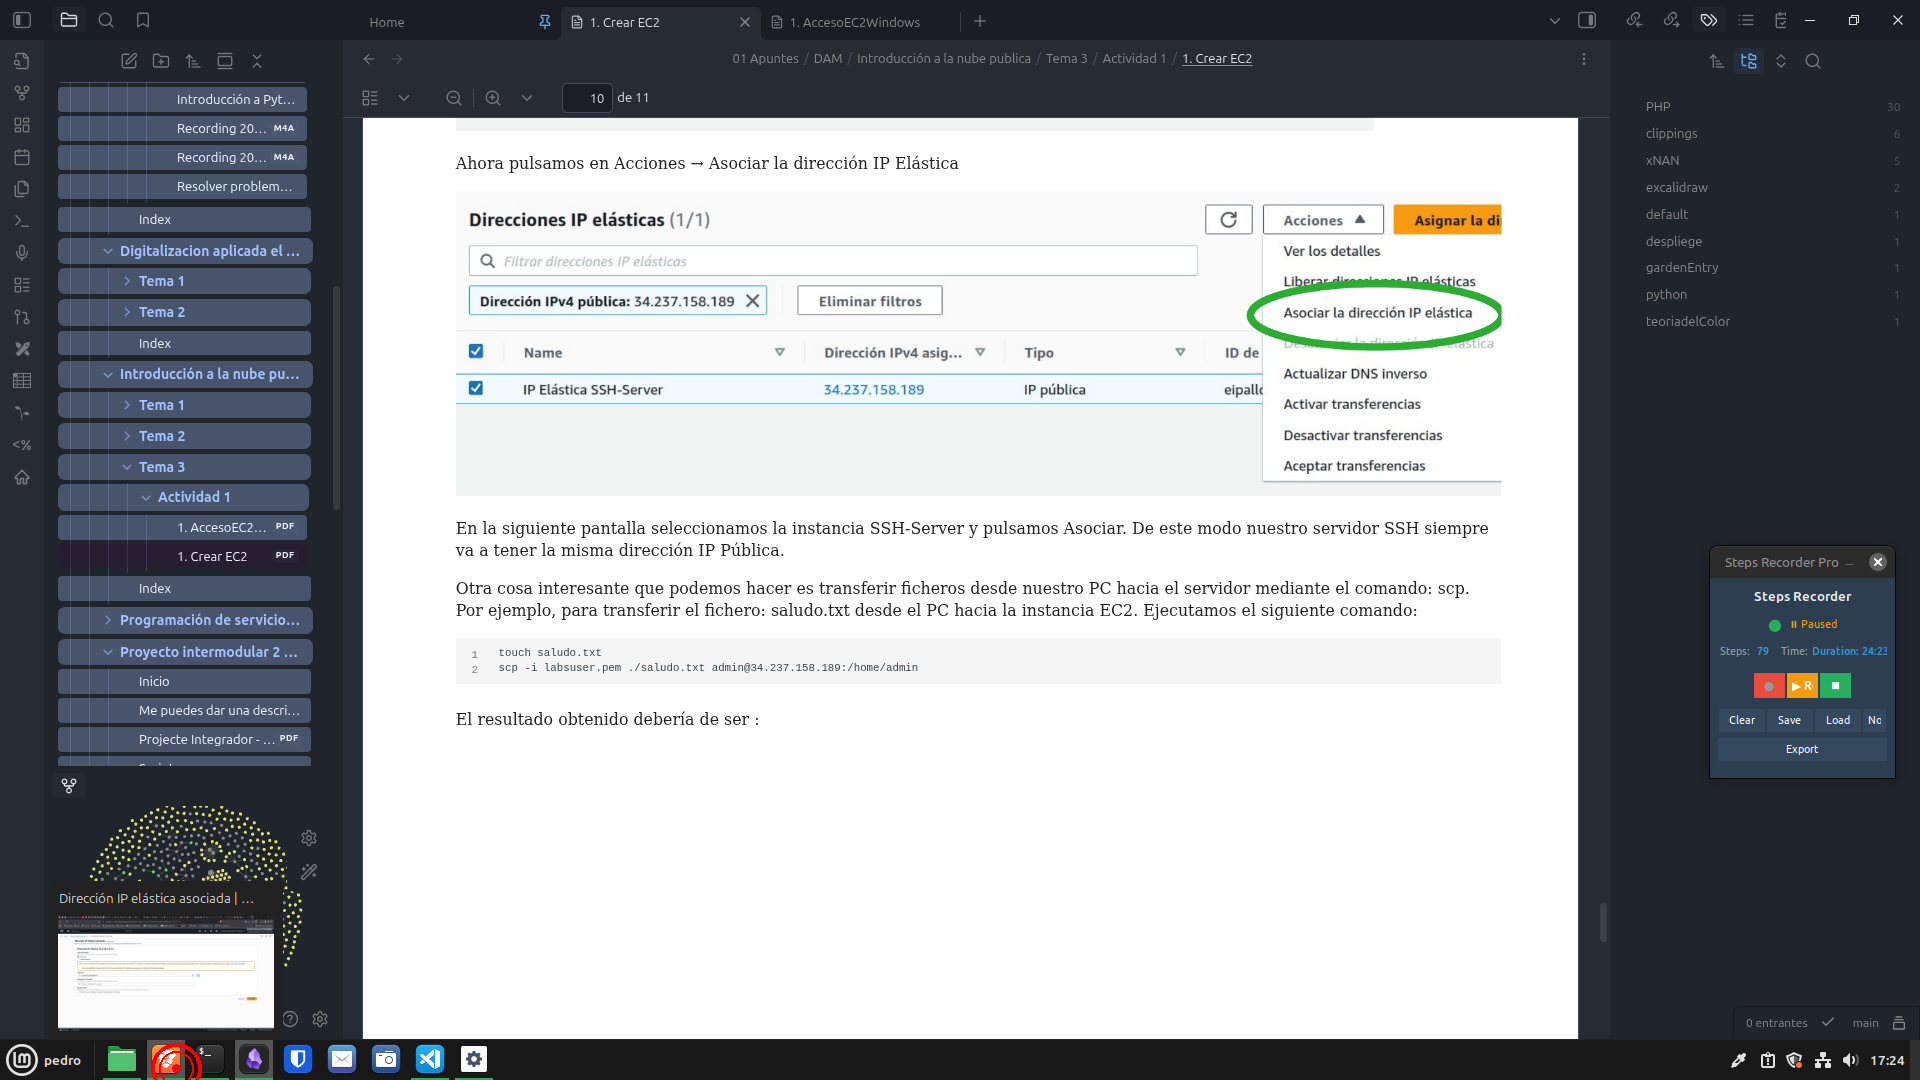 Home
1. Crear EC2
1. AccesoEC2Windows
01 Apuntes / DAM / Introducción a la nube publica / Tema 3 / Actividad 1 / 1. Crear EC2
10 de 11
Introducción a Pyt...
Recording 20... M4A
Recording 20... M4A
Resolver problem...
Index
Digitalizacion aplicada el ...
Tema 1
Tema 2
Index
Introducción a la nube pu...
Tema 1
Tema 2
Tema 3
Actividad 1
1. AccesoEC2... PDF
1. Crear EC2 PDF
Index
Programación de servicio...
Proyecto intermodular 2 ...
Inicio
Me puedes dar una descri...
Projecte Integrador - ... PDF
Dirección IP elástica asociada | ...
Ahora pulsamos en Acciones → Asociar la dirección IP Elástica
Direcciones IP elásticas (1/1)
Acciones
Asignar la di
Filtrar direcciones IP elásticas
Dirección IPv4 pública: 34.237.158.189
Eliminar filtros
Ver los detalles
Liberar direcciones IP elásticas
Asociar la dirección IP elástica
Desasociar la dirección IP elástica
Actualizar DNS inverso
Activar transferencias
Desactivar transferencias
Aceptar transferencias
Name
Dirección IPv4 asig...
Tipo
ID de
IP Elástica SSH-Server
34.237.158.189
IP pública
eipallo
En la siguiente pantalla seleccionamos la instancia SSH-Server y pulsamos Asociar. De este modo nuestro servidor SSH siempre
va a tener la misma dirección IP Pública.
Otra cosa interesante que podemos hacer es transferir ficheros desde nuestro PC hacia el servidor mediante el comando: scp.
Por ejemplo, para transferir el fichero: saludo.txt desde el PC hacia la instancia EC2. Ejecutamos el siguiente comando:
1 touch saludo.txt
2 scp -i labsuser.pem ./saludo.txt admin@34.237.158.189:/home/admin
El resultado obtenido debería de ser :
PHP 30
clippings 6
xNAN 5
excalidraw 2
default 1
despliege 1
gardenEntry 1
python 1
teoriadelColor 1
Steps Recorder Pro
Steps Recorder
Paused
Steps: 79 Time: Duration: 24:23
R
Clear
Save
Load
No
Export
0 entrantes
main
pedro
17:24